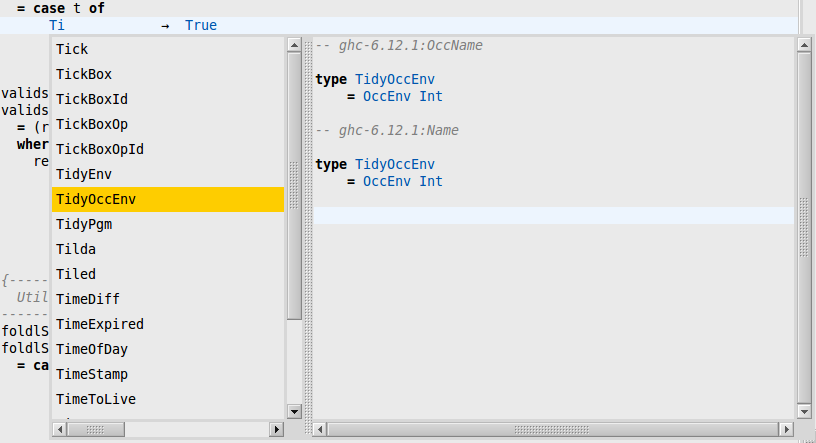 = case t of
Ti → True
valids
valids
= (r
wher
re
{-----
Util
------
foldlS
foldlS
= ca
Tick
TickBox
TickBoxId
TickBoxOp
TickBoxOpId
TidyEnv
TidyOccEnv
TidyPgm
Tilda
Tiled
TimeDiff
TimeExpired
TimeOfDay
TimeStamp
TimeToLive
-- ghc-6.12.1:OccName
type TidyOccEnv
= OccEnv Int
-- ghc-6.12.1:Name
type TidyOccEnv
= OccEnv Int